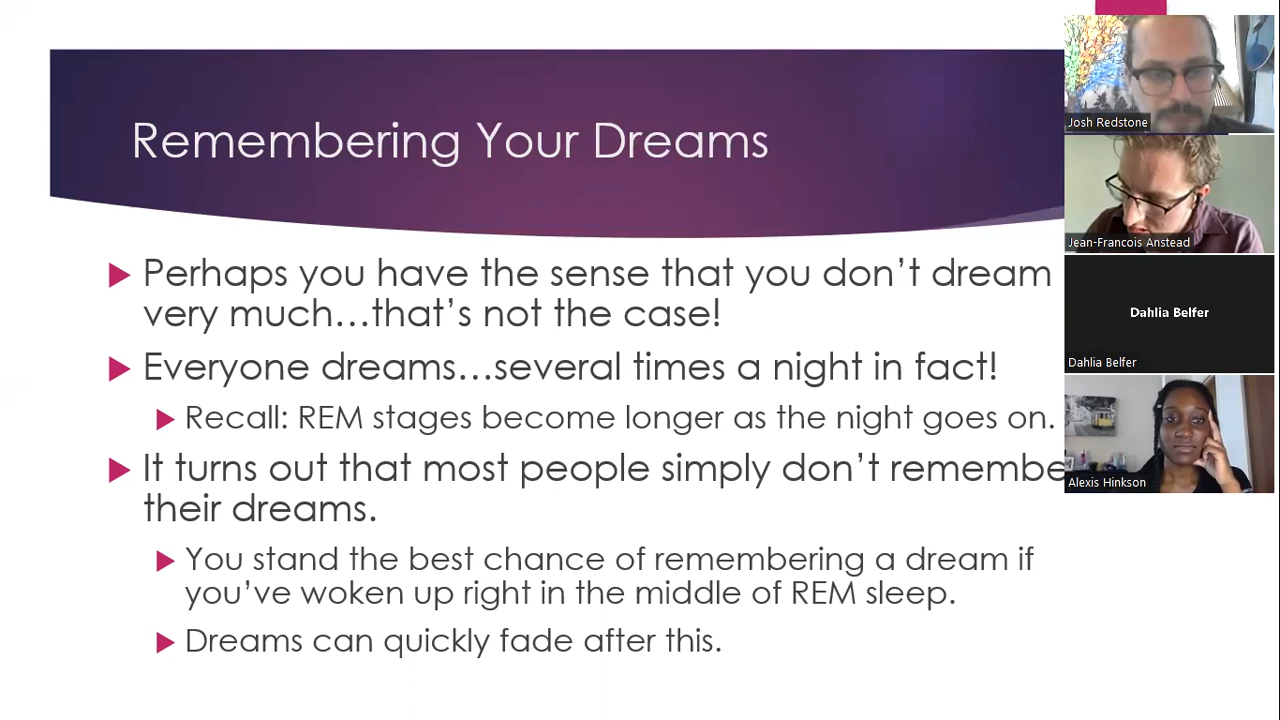 Remembering Your Dreams
Perhaps you have the sense that you don't dream
very much…that's not the case!
Everyone dreams…several times a night in fact!
Recall: REM stages become longer as the night goes on.
It turns out that most people simply don't remembe
their dreams.
You stand the best chance of remembering a dream if
you've woken up right in the middle of REM sleep.
Dreams can quickly fade after this.
Josh Redstone
Jean-Francois Anstead
Dahlia Belfer
Dahlia Belfer
Alexis Hinkson